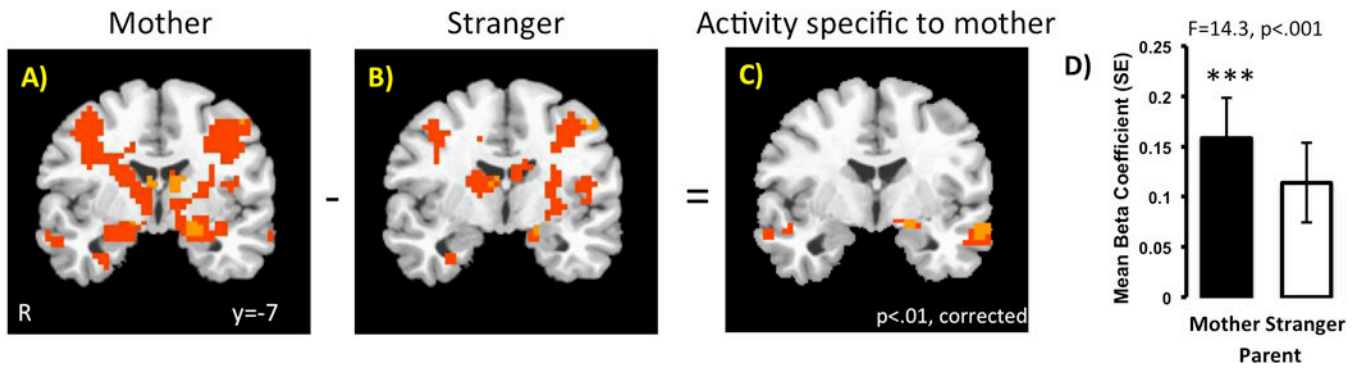 Mother
Stranger
Activity specific to mother
A)
R
y=-7
-
B)
=
C)
p<.01, corrected
D)
F=14.3, p<.001
***
Mean Beta Coefficient (SE)
0.25
0.2
0.15
0.1
0.05
0
Mother Stranger
Parent